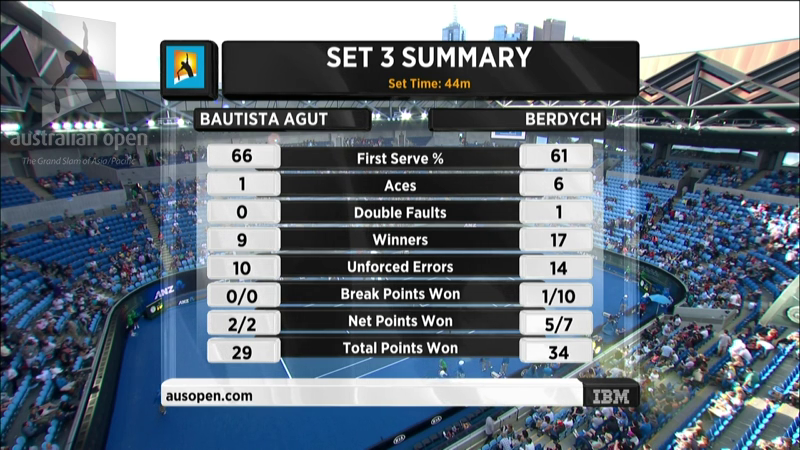 SET 3 SUMMARY
Set Time: 44m
australian open
The Grand Slam of Asia/Pacific
BAUTISTA AGUT BERDYCH
66 First Serve % 61
1 Aces 6
0 Double Faults 1
9 Winners 17
10 Unforced Errors 14
0/0 Break Points Won 1/10
2/2 Net Points Won 5/7
29 Total Points Won 34
ANZ
ausopen.com IBM